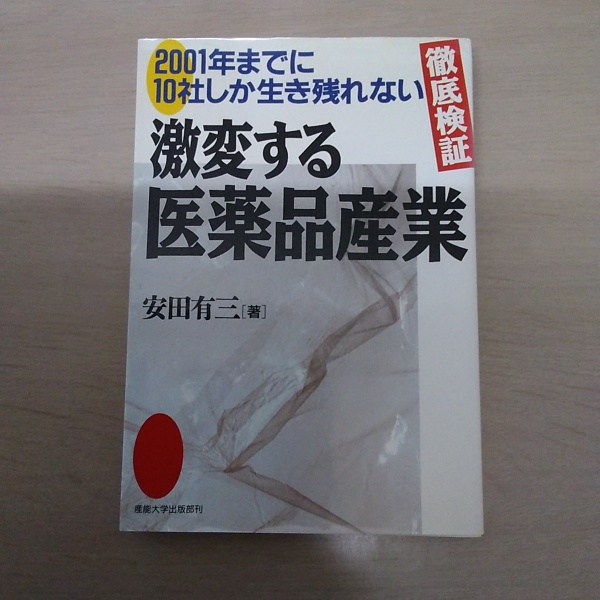 2001年までに
10社しか生き残れない
徹底検証
激変する
医薬品産業
安田有三[著]
産能大学出版部刊